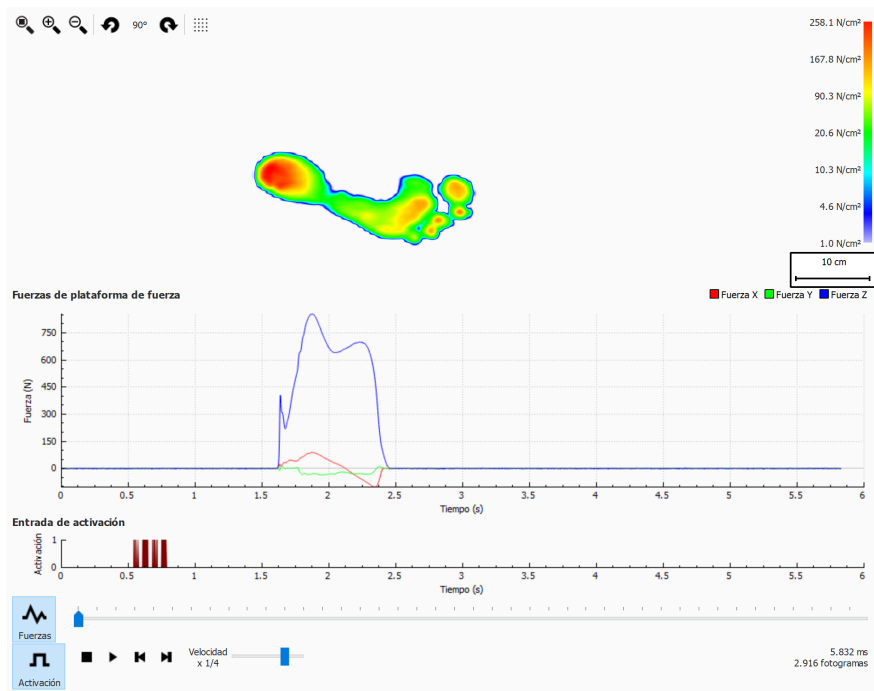 90°
258.1 N/cm²
167.8 N/cm²
90.3 N/cm²
20.6 N/cm²
10.3 N/cm²
4.6 N/cm²
1.0 N/cm²
10 cm
Fuerzas de plataforma de fuerza
Fuerza X Fuerza Y Fuerza Z
Fuerza (N)
750
600
450
300
150
0
0 0.5 1 1.5 2 2.5 3 3.5 4 4.5 5 5.5 6
Tiempo (s)
Entrada de activación
Activación
1
0
0 0.5 1 1.5 2 2.5 3 3.5 4 4.5 5 5.5 6
Tiempo (s)
Fuerzas
Activación
Velocidad
x 1/4
5.832 ms
2.916 fotogramas